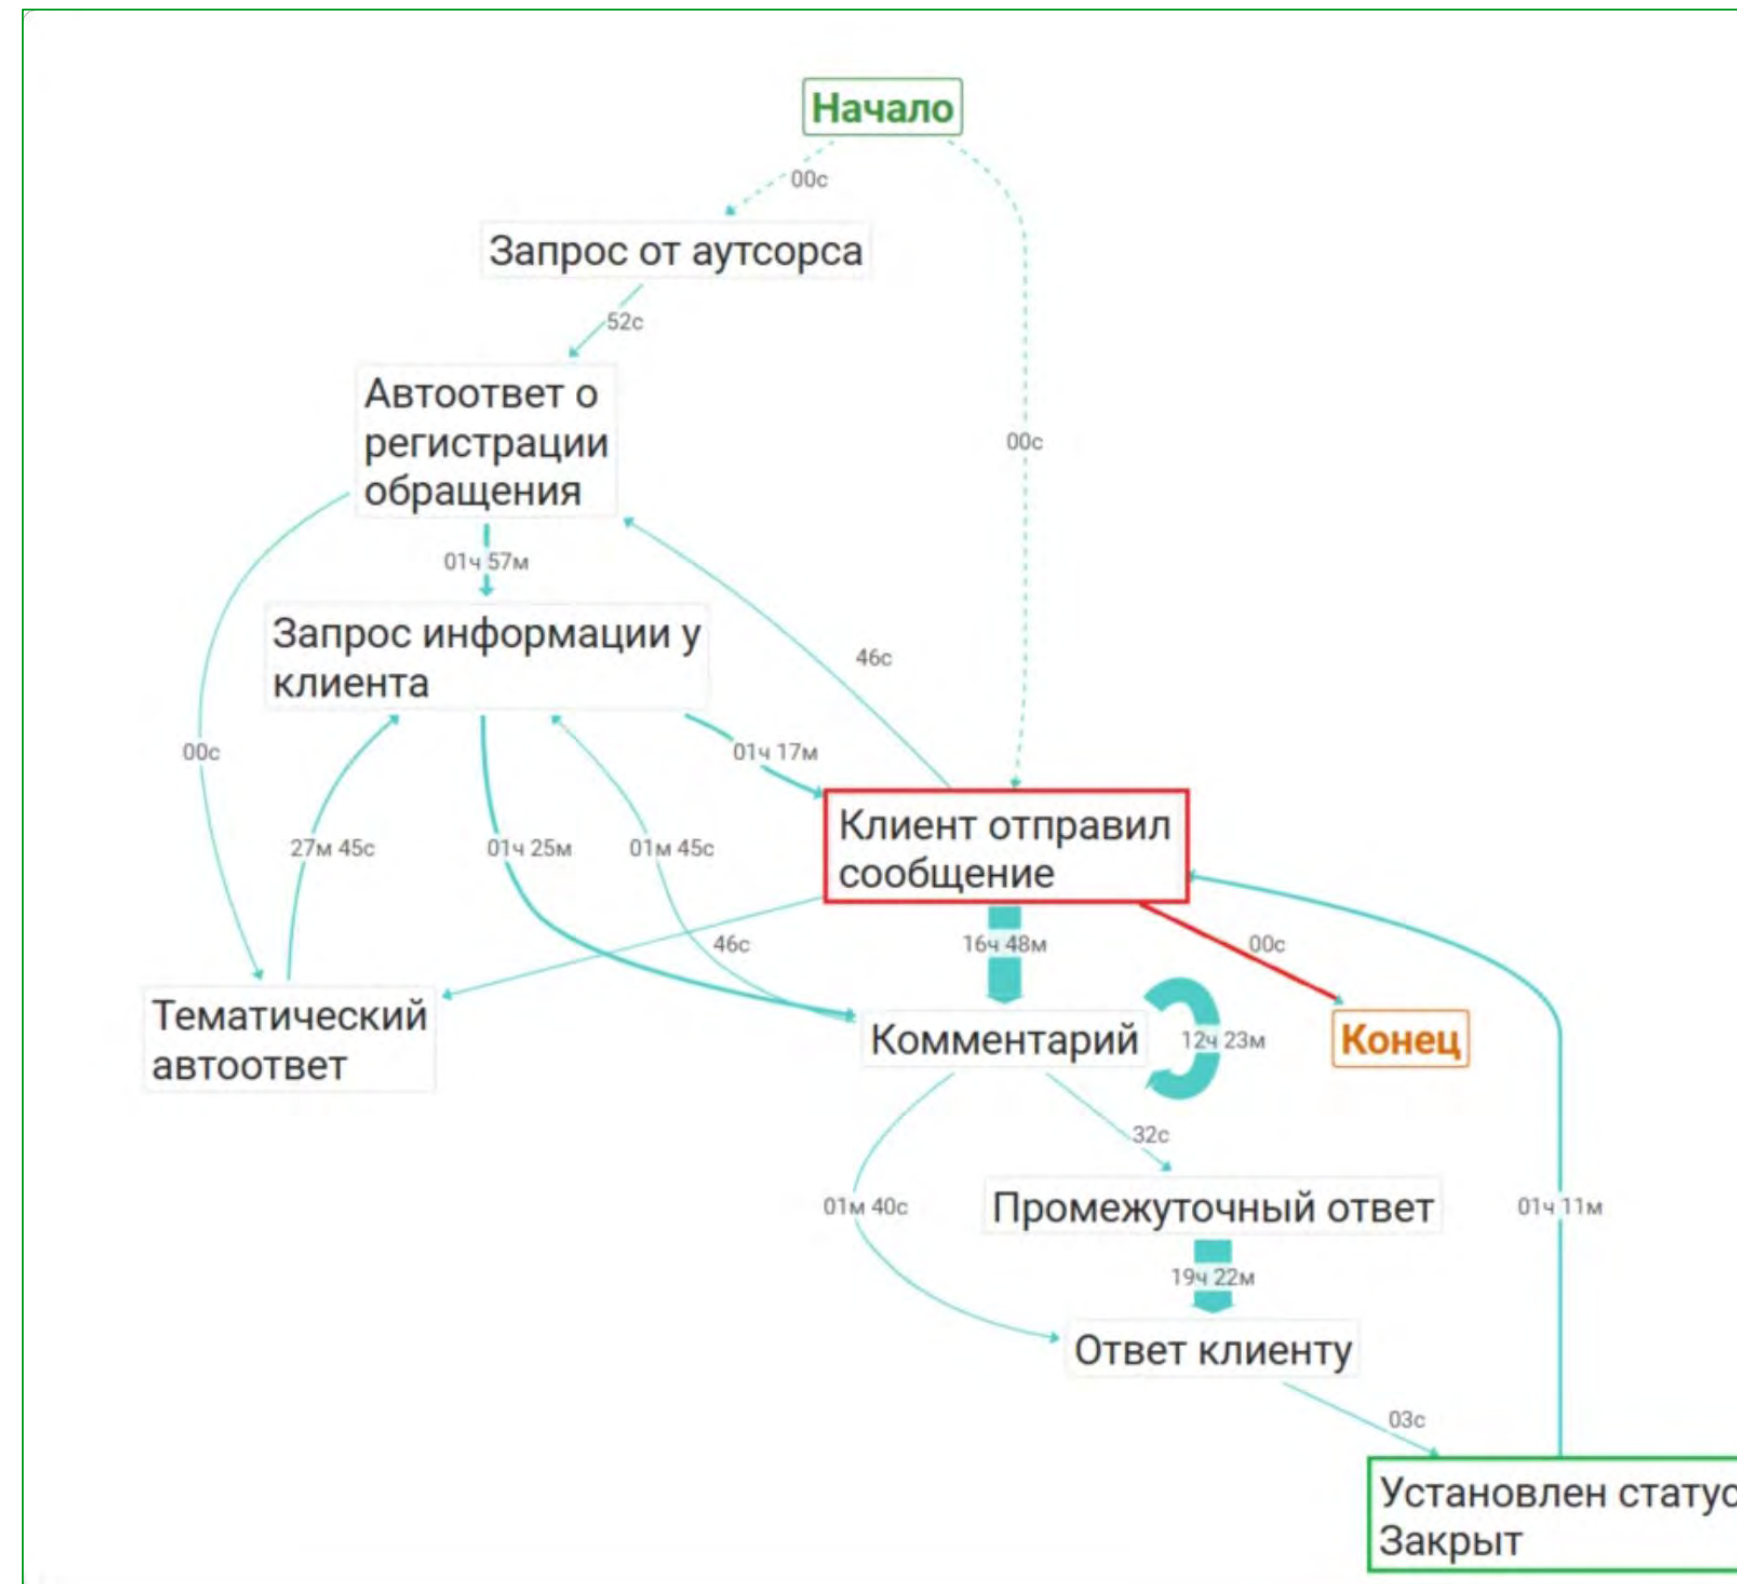 Начало
00с
Запрос от аутсорса
52с
Автоответ о
регистрации
обращения
00с
01ч 57м
46с
Запрос информации у
клиента
00с
01ч 17м
27м 45с
01ч 25м
01м 45с
Клиент отправил
сообщение
46с
16ч 48м
00с
Тематический
автоответ
Комментарий
12ч 23м
Конец
32с
01м 40с
Промежуточный ответ
01ч 11м
19ч 22м
Ответ клиенту
03с
Установлен статус
Закрыт